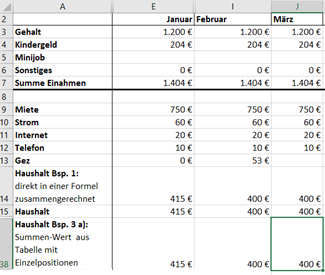 A E I J
2 Januar Februar März
3 Gehalt 1.200 € 1.200 € 1.200 €
4 Kindergeld 204 € 204 € 204 €
5 Minijob
6 Sonstiges 0 € 0 € 0 €
7 Summe Einahmen 1.404 € 1.404 € 1.404 €
8
9 Miete 750 € 750 € 750 €
10 Strom 60 € 60 € 60 €
11 Internet 20 € 20 € 20 €
12 Telefon 10 € 10 € 10 €
13 Gez 0 € 53 €
Haushalt Bsp. 1:
direkt in einer Formel
14 zusammengerechnet 415 € 400 € 400 €
15 Haushalt 415 € 400 € 400 €
Haushalt Bsp. 3 a):
Summen-Wert aus
Tabelle mit
38 Einzelpositionen 415 € 400 € 400 €